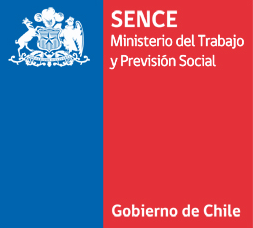 SENCE
Ministerio del Trabajo
y Previsión Social
Gobierno de Chile